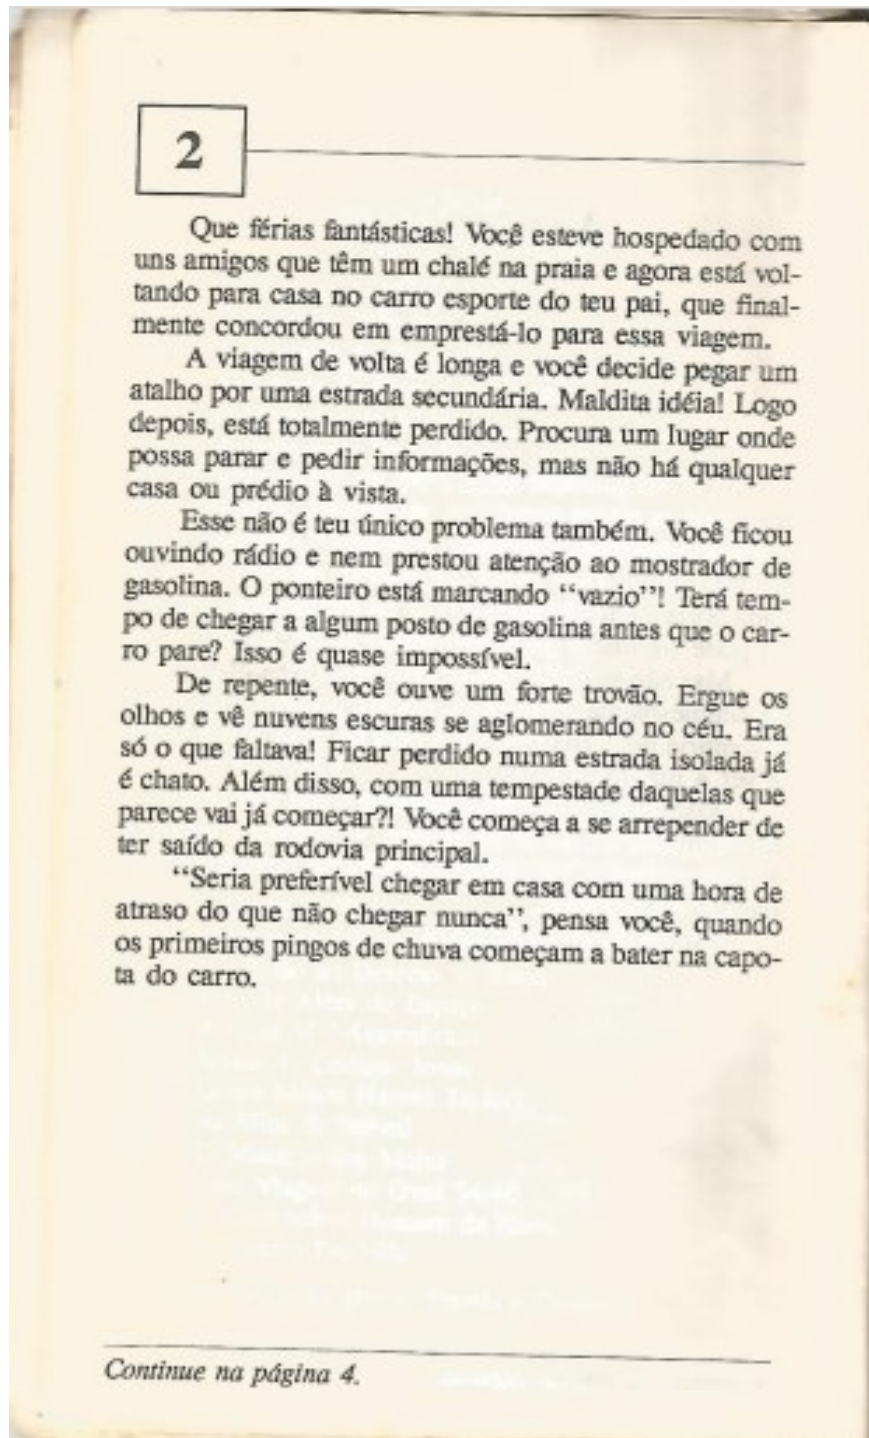 2
Que férias fantásticas! Você esteve hospedado com
uns amigos que têm um chalé na praia e agora está vol-
tando para casa no carro esporte do teu pai, que final-
mente concordou em emprestá-lo para essa viagem.
A viagem de volta é longa e você decide pegar um
atalho por uma estrada secundária. Maldita idéia! Logo
depois, está totalmente perdido. Procura um lugar onde
possa parar e pedir informações, mas não há qualquer
casa ou prédio à vista.
Esse não é teu único problema também. Você ficou
ouvindo rádio e nem prestou atenção ao mostrador de
gasolina. O ponteiro está marcando “vazio”! Terá tem-
po de chegar a algum posto de gasolina antes que o car-
ro pare? Isso é quase impossível.
De repente, você ouve um forte trovão. Ergue os
olhos e vê nuvens escuras se aglomerando no céu. Era
só o que faltava! Ficar perdido numa estrada isolada já
é chato. Além disso, com uma tempestade daquelas que
parece vai já começar?! Você começa a se arrepender de
ter saído da rodovia principal.
“Seria preferível chegar em casa com uma hora de
atraso do que não chegar nunca”, pensa você, quando
os primeiros pingos de chuva começam a bater na capo-
ta do carro.
Continue na página 4.